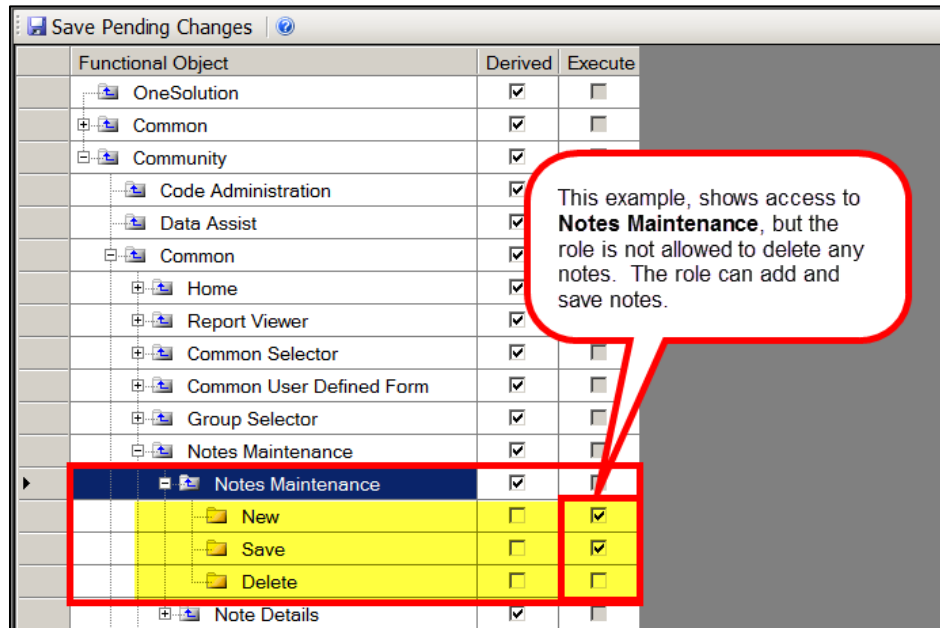 Save Pending Changes
Functional Object Derived Execute
OneSolution
Common
Community
Code Administration
Data Assist
Common
Home
Report Viewer
Common Selector
Common User Defined Form
Group Selector
Notes Maintenance
Notes Maintenance
New
Save
Delete
Note Details
This example, shows access to
Notes Maintenance, but the
role is not allowed to delete any
notes. The role can add and
save notes.